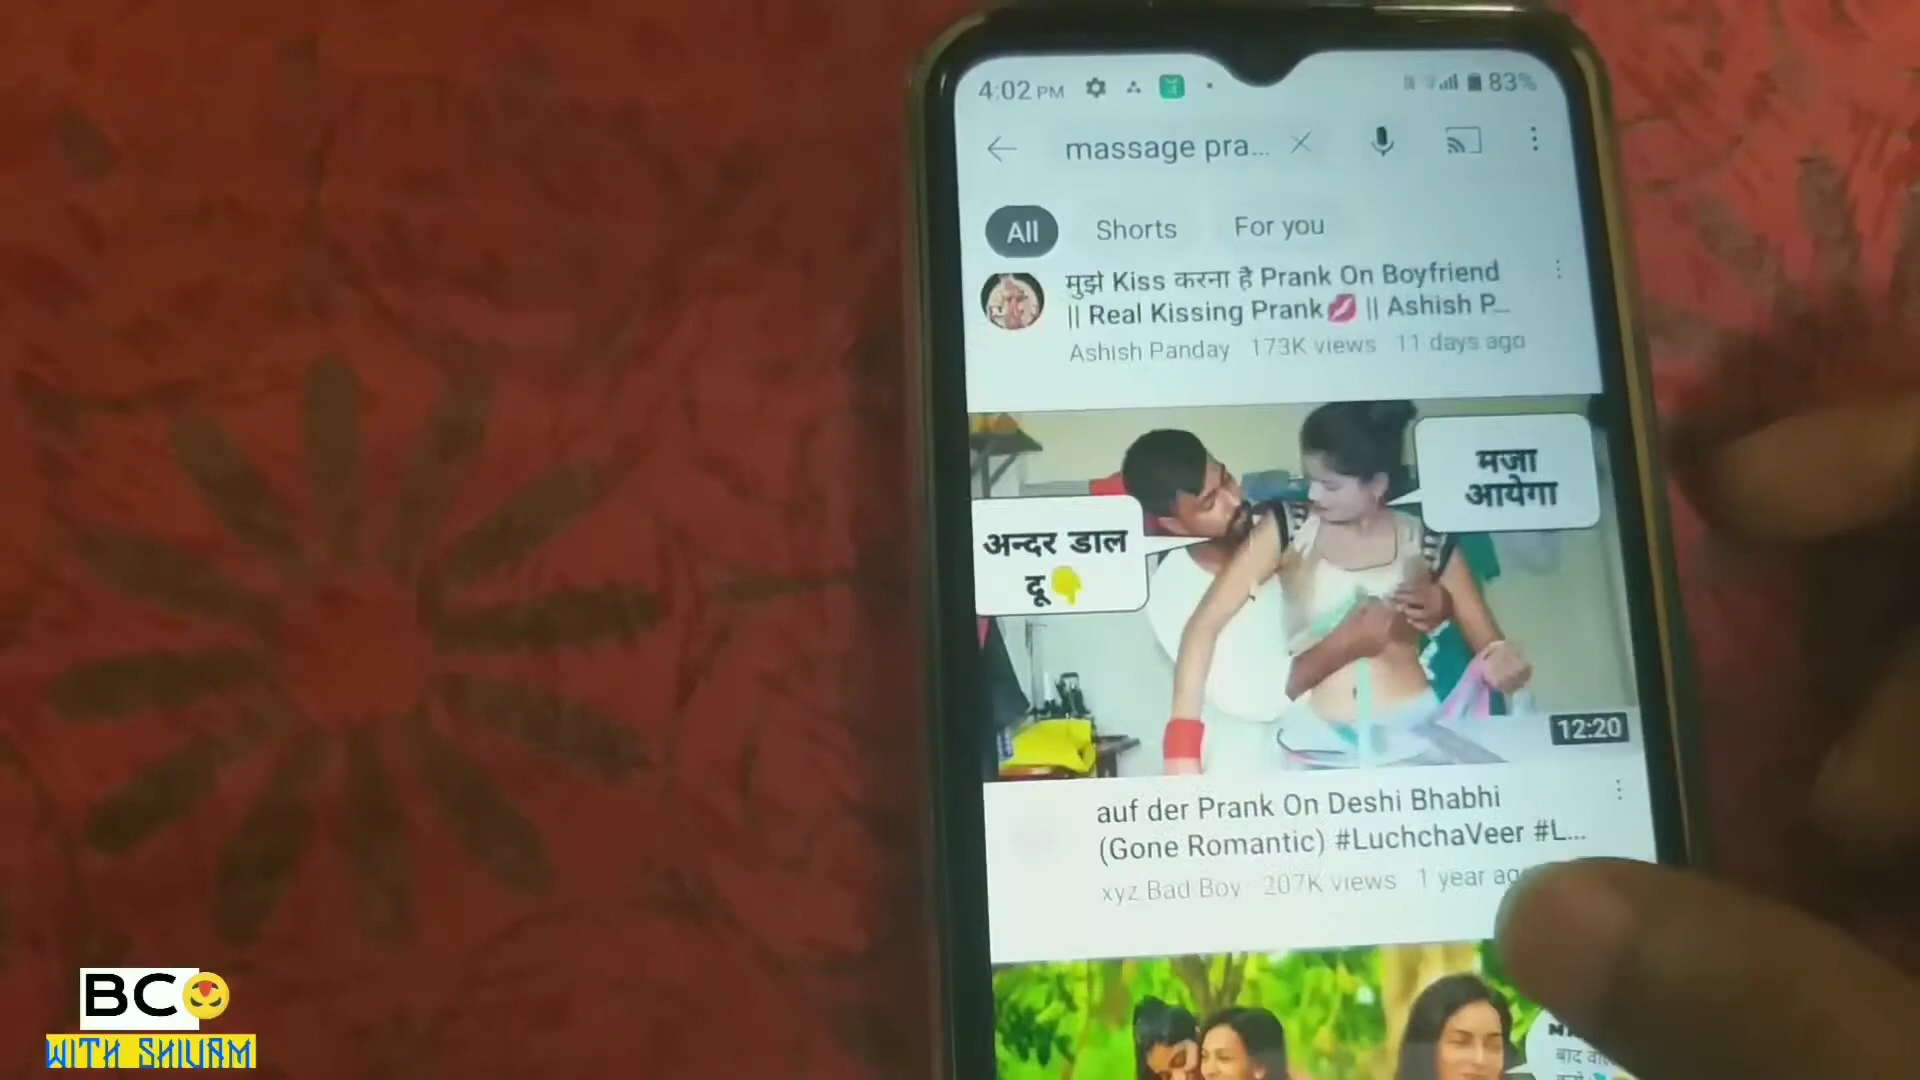 4:02 PM
83%
massage pra...
All
Shorts
For you
मुझे Kiss करना है Prank On Boyfriend
|| Real Kissing Prank💋 || Ashish P...
Ashish Panday 173K views 11 days ago
मजा
आयेगा
अन्दर डाल
दू👇
12:20
auf der Prank On Deshi Bhabhi
(Gone Romantic) #LuchchaVeer #L...
xyz Bad Boy 207K views 1 year ago
बाद
BC
WITH SHIVAM